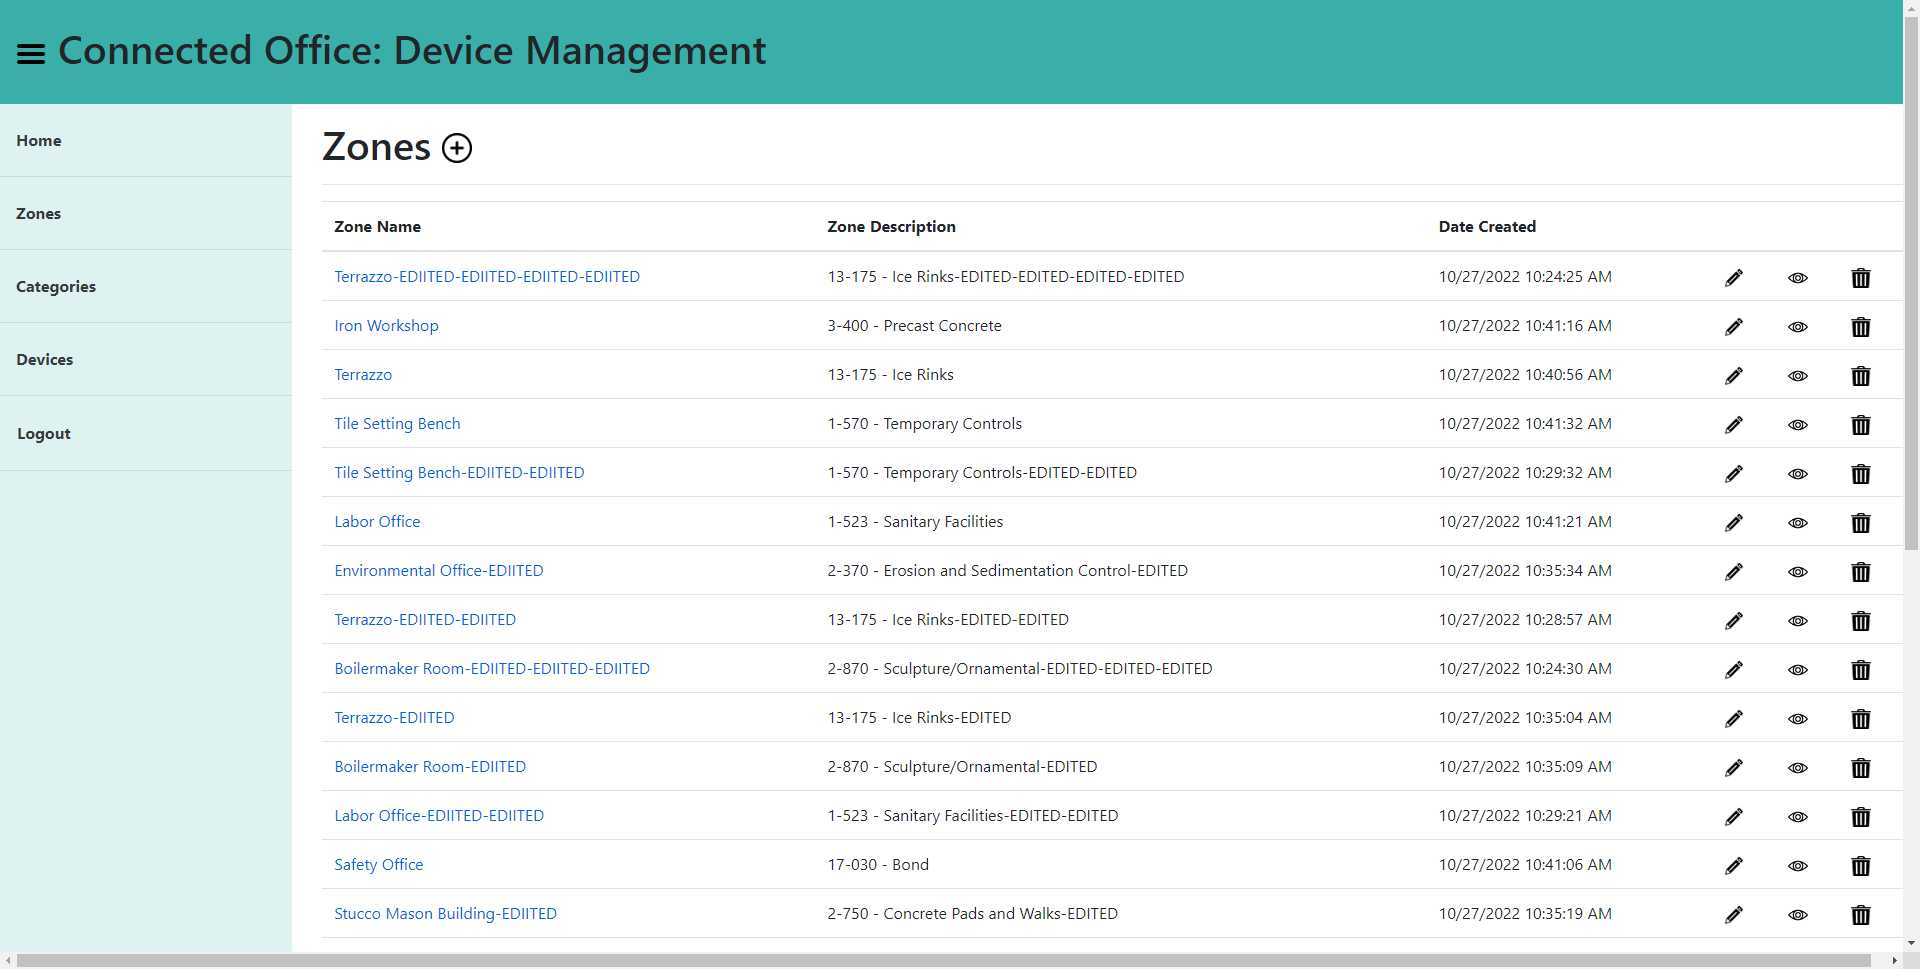 Connected Office: Device Management
Home
Zones
Categories
Devices
Logout
Zones
Zone Name Zone Description Date Created
Terrazzo-EDIITED-EDIITED-EDIITED-EDIITED 13-175 - Ice Rinks-EDITED-EDITED-EDITED-EDITED 10/27/2022 10:24:25 AM
Iron Workshop 3-400 - Precast Concrete 10/27/2022 10:41:16 AM
Terrazzo 13-175 - Ice Rinks 10/27/2022 10:40:56 AM
Tile Setting Bench 1-570 - Temporary Controls 10/27/2022 10:41:32 AM
Tile Setting Bench-EDIITED-EDIITED 1-570 - Temporary Controls-EDITED-EDITED 10/27/2022 10:29:32 AM
Labor Office 1-523 - Sanitary Facilities 10/27/2022 10:41:21 AM
Environmental Office-EDIITED 2-370 - Erosion and Sedimentation Control-EDITED 10/27/2022 10:35:34 AM
Terrazzo-EDIITED-EDIITED 13-175 - Ice Rinks-EDITED-EDITED 10/27/2022 10:28:57 AM
Boilermaker Room-EDIITED-EDIITED-EDIITED 2-870 - Sculpture/Ornamental-EDITED-EDITED-EDITED 10/27/2022 10:24:30 AM
Terrazzo-EDIITED 13-175 - Ice Rinks-EDITED 10/27/2022 10:35:04 AM
Boilermaker Room-EDIITED 2-870 - Sculpture/Ornamental-EDITED 10/27/2022 10:35:09 AM
Labor Office-EDIITED-EDIITED 1-523 - Sanitary Facilities-EDITED-EDITED 10/27/2022 10:29:21 AM
Safety Office 17-030 - Bond 10/27/2022 10:41:06 AM
Stucco Mason Building-EDIITED 2-750 - Concrete Pads and Walks-EDITED 10/27/2022 10:35:19 AM